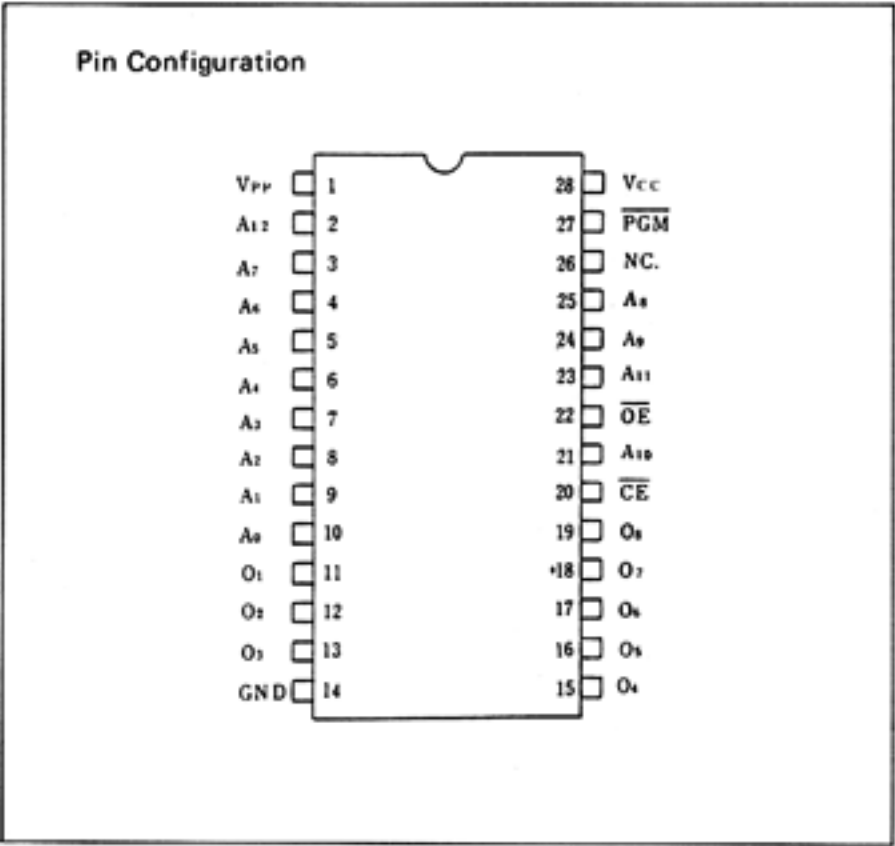 Pin Configuration
VPP 1 28 VCC
A12 2 27 PGM
A7 3 26 NC.
A6 4 25 A8
A5 5 24 A9
A4 6 23 A11
A3 7 22 OE
A2 8 21 A10
A1 9 20 CE
A0 10 19 O8
O1 11 18 O7
O2 12 17 O6
O3 13 16 O5
GND 14 15 O4